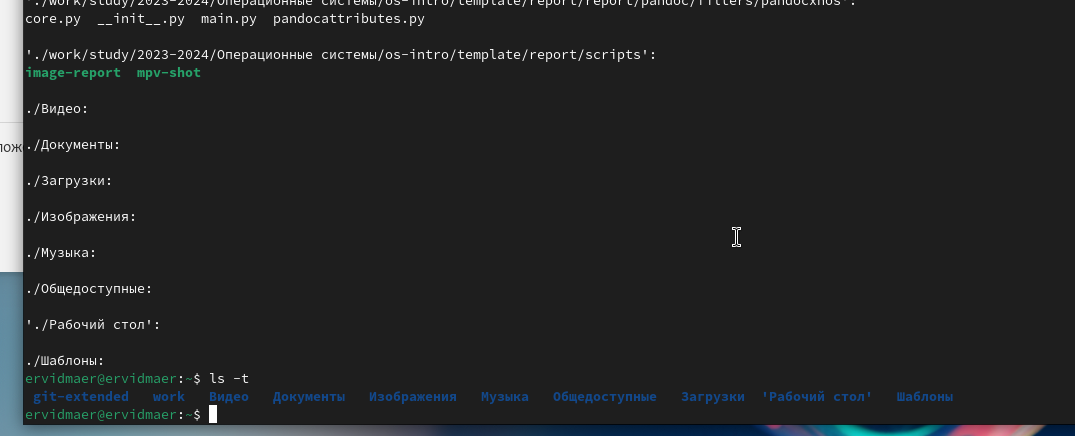 './work/study/2023-2024/Операционные системы/os-intro/template/report/report/pandoc/filters/pandocxnos':
core.py  __init__.py  main.py  pandocattributes.py
'./work/study/2023-2024/Операционные системы/os-intro/template/report/scripts':
image-report  mpv-shot
./Видео:
./Документы:
./Загрузки:
./Изображения:
./Музыка:
./Общедоступные:
'./Рабочий стол':
./Шаблоны:
ervidmaer@ervidmaer:~$ ls -t
git-extended  work  Видео  Документы  Изображения  Музыка  Общедоступные  Загрузки  'Рабочий стол'  Шаблоны
ervidmaer@ervidmaer:~$